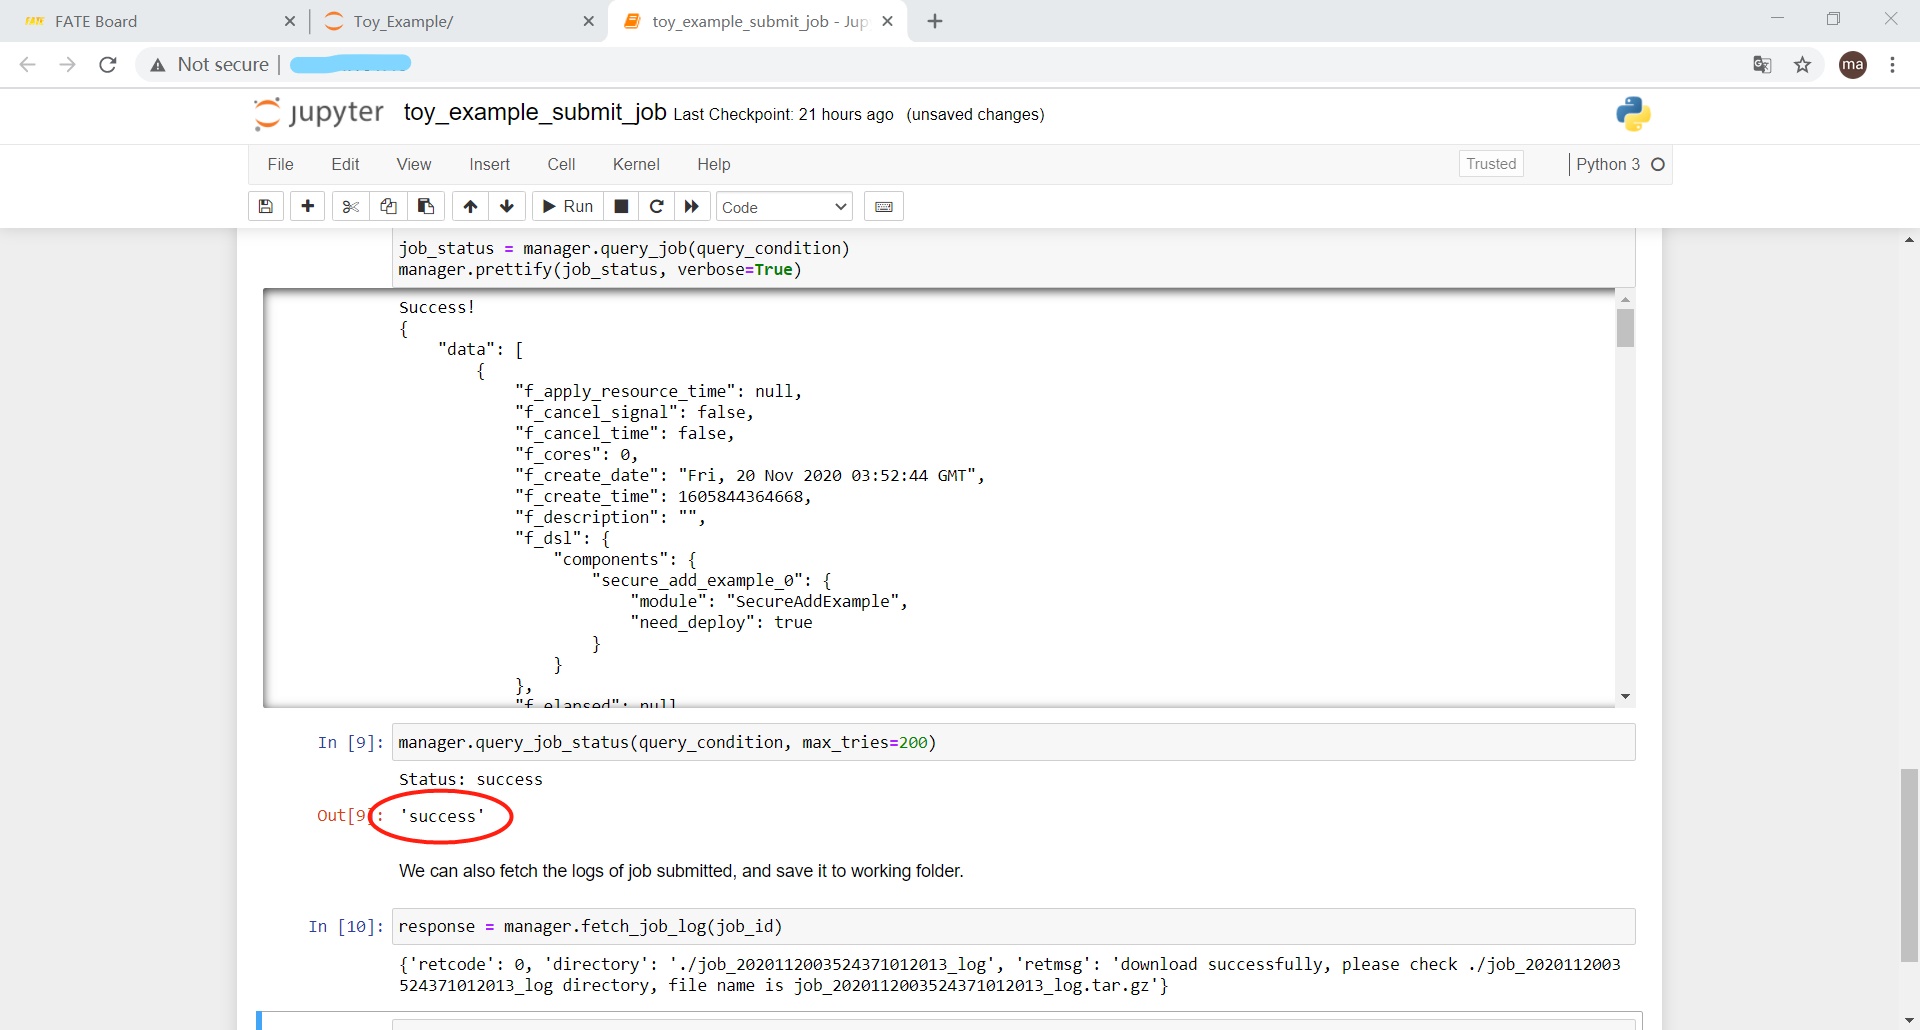 FATE FATE Board
Toy_Example/
toy_example_submit_job - Jup
Not secure
ma
jupyter toy_example_submit_job Last Checkpoint: 21 hours ago (unsaved changes)
File Edit View Insert Cell Kernel Help Trusted Python 3
Run Code
job_status = manager.query_job(query_condition)
manager.prettify(job_status, verbose=True)
Success!
{
"data": [
{
"f_apply_resource_time": null,
"f_cancel_signal": false,
"f_cancel_time": false,
"f_cores": 0,
"f_create_date": "Fri, 20 Nov 2020 03:52:44 GMT",
"f_create_time": 1605844364668,
"f_description": "",
"f_dsl": {
"components": {
"secure_add_example_0": {
"module": "SecureAddExample",
"need_deploy": true
}
}
},
"f_elapsed": null
In [9]: manager.query_job_status(query_condition, max_tries=200)
Status: success
Out[9]: 'success'
We can also fetch the logs of job submitted, and save it to working folder.
In [10]: response = manager.fetch_job_log(job_id)
{'retcode': 0, 'directory': './job_2020112003524371012013_log', 'retmsg': 'download successfully, please check ./job_2020112003
524371012013_log directory, file name is job_2020112003524371012013_log.tar.gz'}